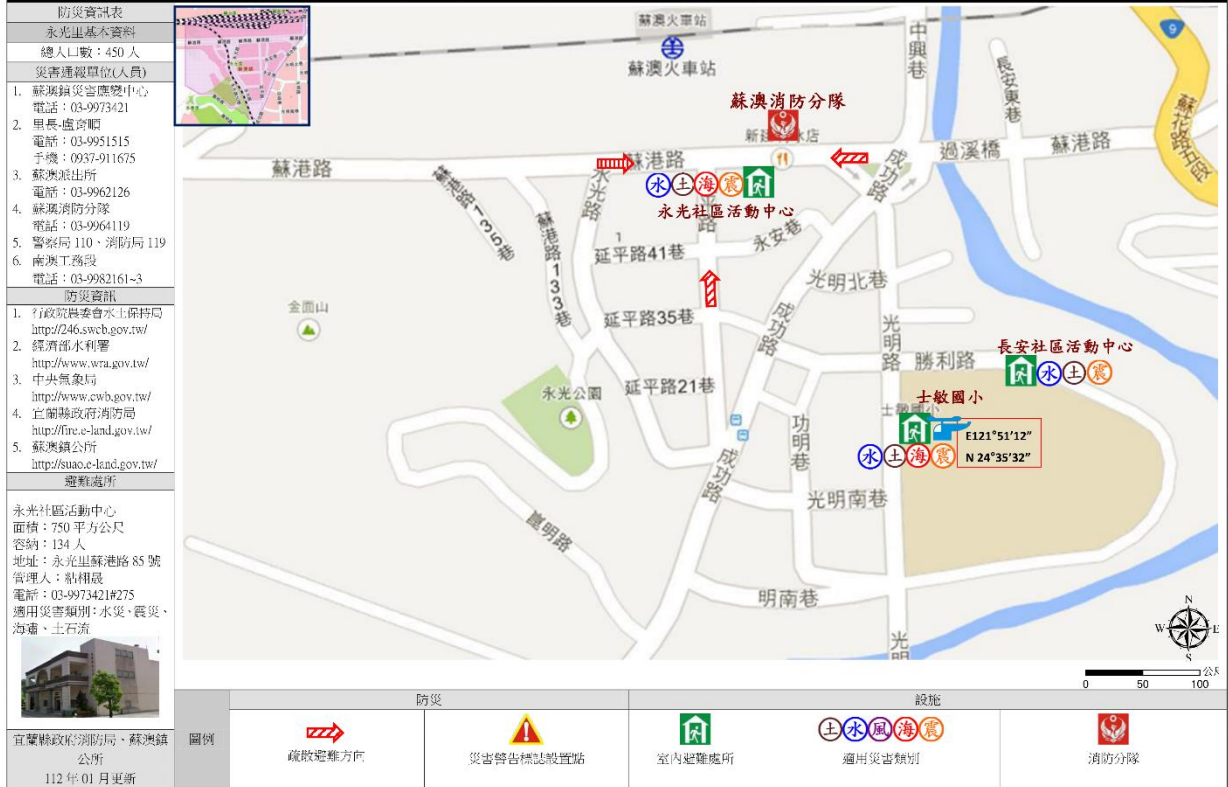 防災資訊表
永光里基本資料
總人口數：450 人
災害通報單位(人員)
1. 蘇澳鎮災害應變中心
電話：03-9973421
2. 里長-盧齊順
電話：03-9951515
手機：0937-911675
3. 蘇澳派出所
電話：03-9962126
4. 蘇澳消防分隊
電話：03-9964119
5. 警察局 110、消防局 119
6. 南澳工務段
電話：03-9982161~3
防災資訊
1. 行政院農委會水土保持局
http://246.swcb.gov.tw/
2. 經濟部水利署
http://www.wra.gov.tw/
3. 中央氣象局
http://www.cwb.gov.tw/
4. 宜蘭縣政府消防局
http://fire.e-land.gov.tw/
5. 蘇澳鎮公所
http://suao.e-land.gov.tw/
避難處所
永光社區活動中心
面積：750 平方公尺
容納：134 人
地址：永光里蘇港路 85 號
管理人：粘栩晟
電話：03-9973421#275
適用災害類別：水災、震災、
海嘯、土石流
宜蘭縣政府消防局、蘇澳鎮
公所
112 年 01 月更新
蘇澳火車站
蘇澳火車站
中興巷
長安東巷
9
蘇花路五段
蘇澳消防分隊
蘇港路
蘇港路
過溪橋
蘇港路
成功路
永光路
水 土 海 震
永光社區活動中心
蘇港路135巷
蘇港路133巷
1
延平路41巷
永安巷
光明北巷
金面山
延平路35巷
成功路
光明路
長安社區活動中心
勝利路
水 土 震
永光公園
延平路21巷
士敏國小
士敏國小
E121°51’12”
N 24°35’32”
水 土 海 震
功明巷
成功路
光明南巷
崑明路
明南巷
光明
N
W
E
S
公尺
0 50 100
圖例
防災
設施
土 水 風 海 震
疏散避難方向
災害警告標誌設置點
室內避難處所
適用災害類別
消防分隊